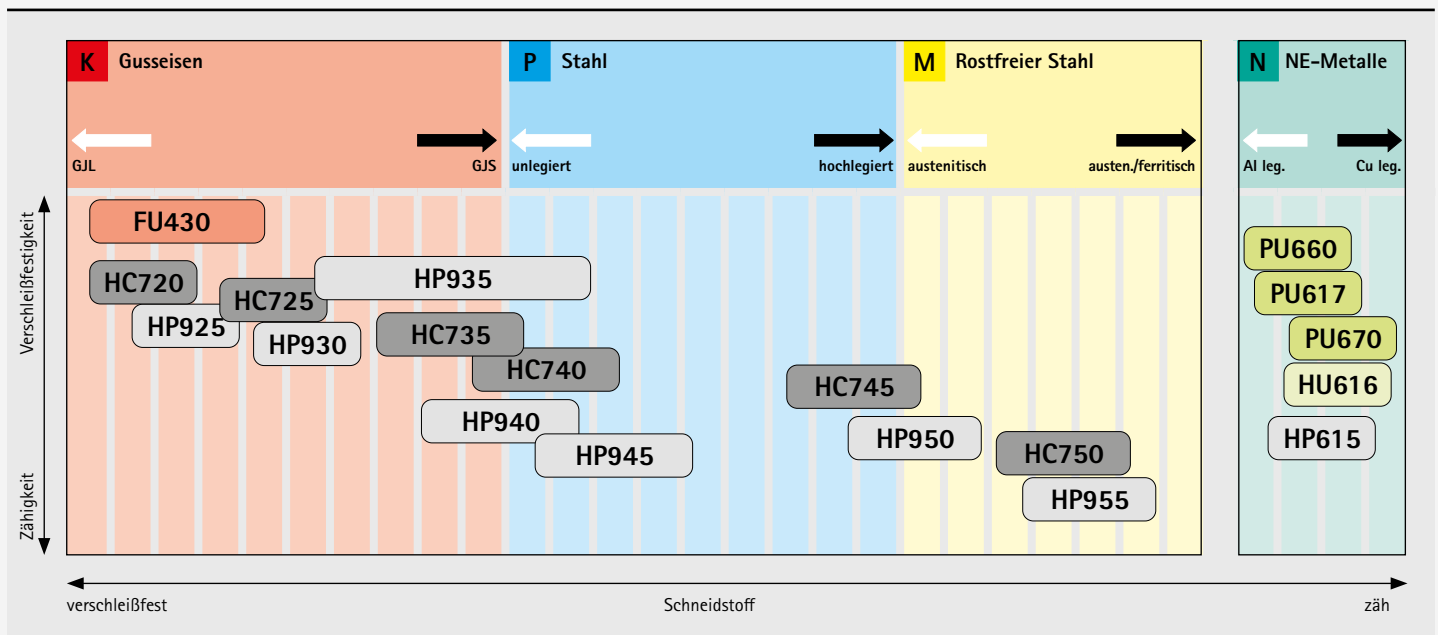 K Gusseisen
P Stahl
M Rostfreier Stahl
N NE-Metalle
GJL
GJS
unlegiert
hochlegiert
austenitisch
austen./ferritisch
Al leg.
Cu leg.
Verschleißfestigkeit
Zähigkeit
FU430
HC720
HP925
HC725
HP930
HP935
HC735
HC740
HP940
HP945
HC745
HP950
HC750
HP955
PU660
PU617
PU670
HU616
HP615
verschleißfest
Schneidstoff
zäh